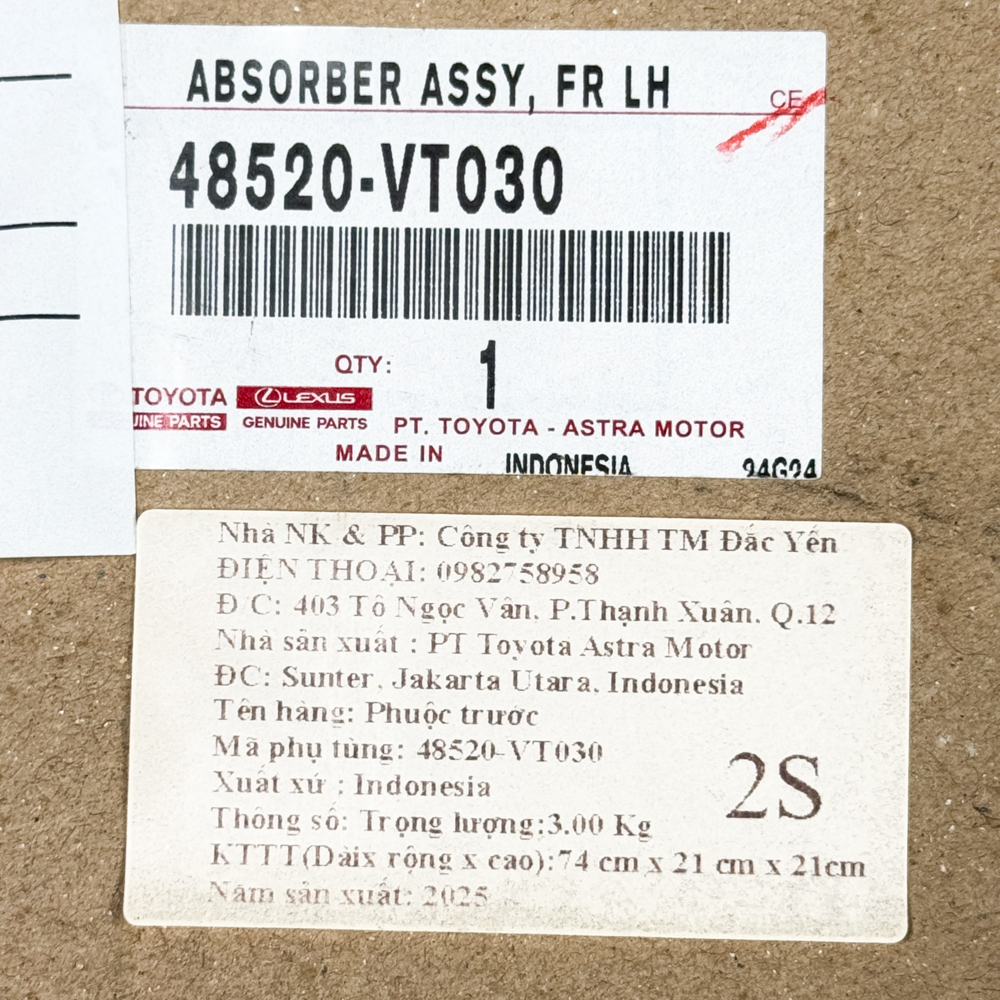 ABSORBER ASSY, FR LH
CE
48520-VT030
QTY: 1
TOYOTA LEXUS
UINE PARTS GENUINE PARTS PT. TOYOTA - ASTRA MOTOR
MADE IN INDONESIA 24G24
Nhà NK & PP: Công ty TNHH TM Đắc Yến
ĐIỆN THOẠI: 0982758958
Đ/C: 403 Tô Ngọc Vân, P.Thạnh Xuân, Q.12
Nhà sản xuất : PT Toyota Astra Motor
ĐC: Sunter, Jakarta Utara, Indonesia
Tên hàng: Phuộc trước
Mã phụ tùng: 48520-VT030
Xuất xứ : Indonesia
2S
Thông số: Trọng lượng:3.00 Kg
KTTT(Dàix rộng x cao):74 cm x 21 cm x 21cm
Năm sản xuất: 2025